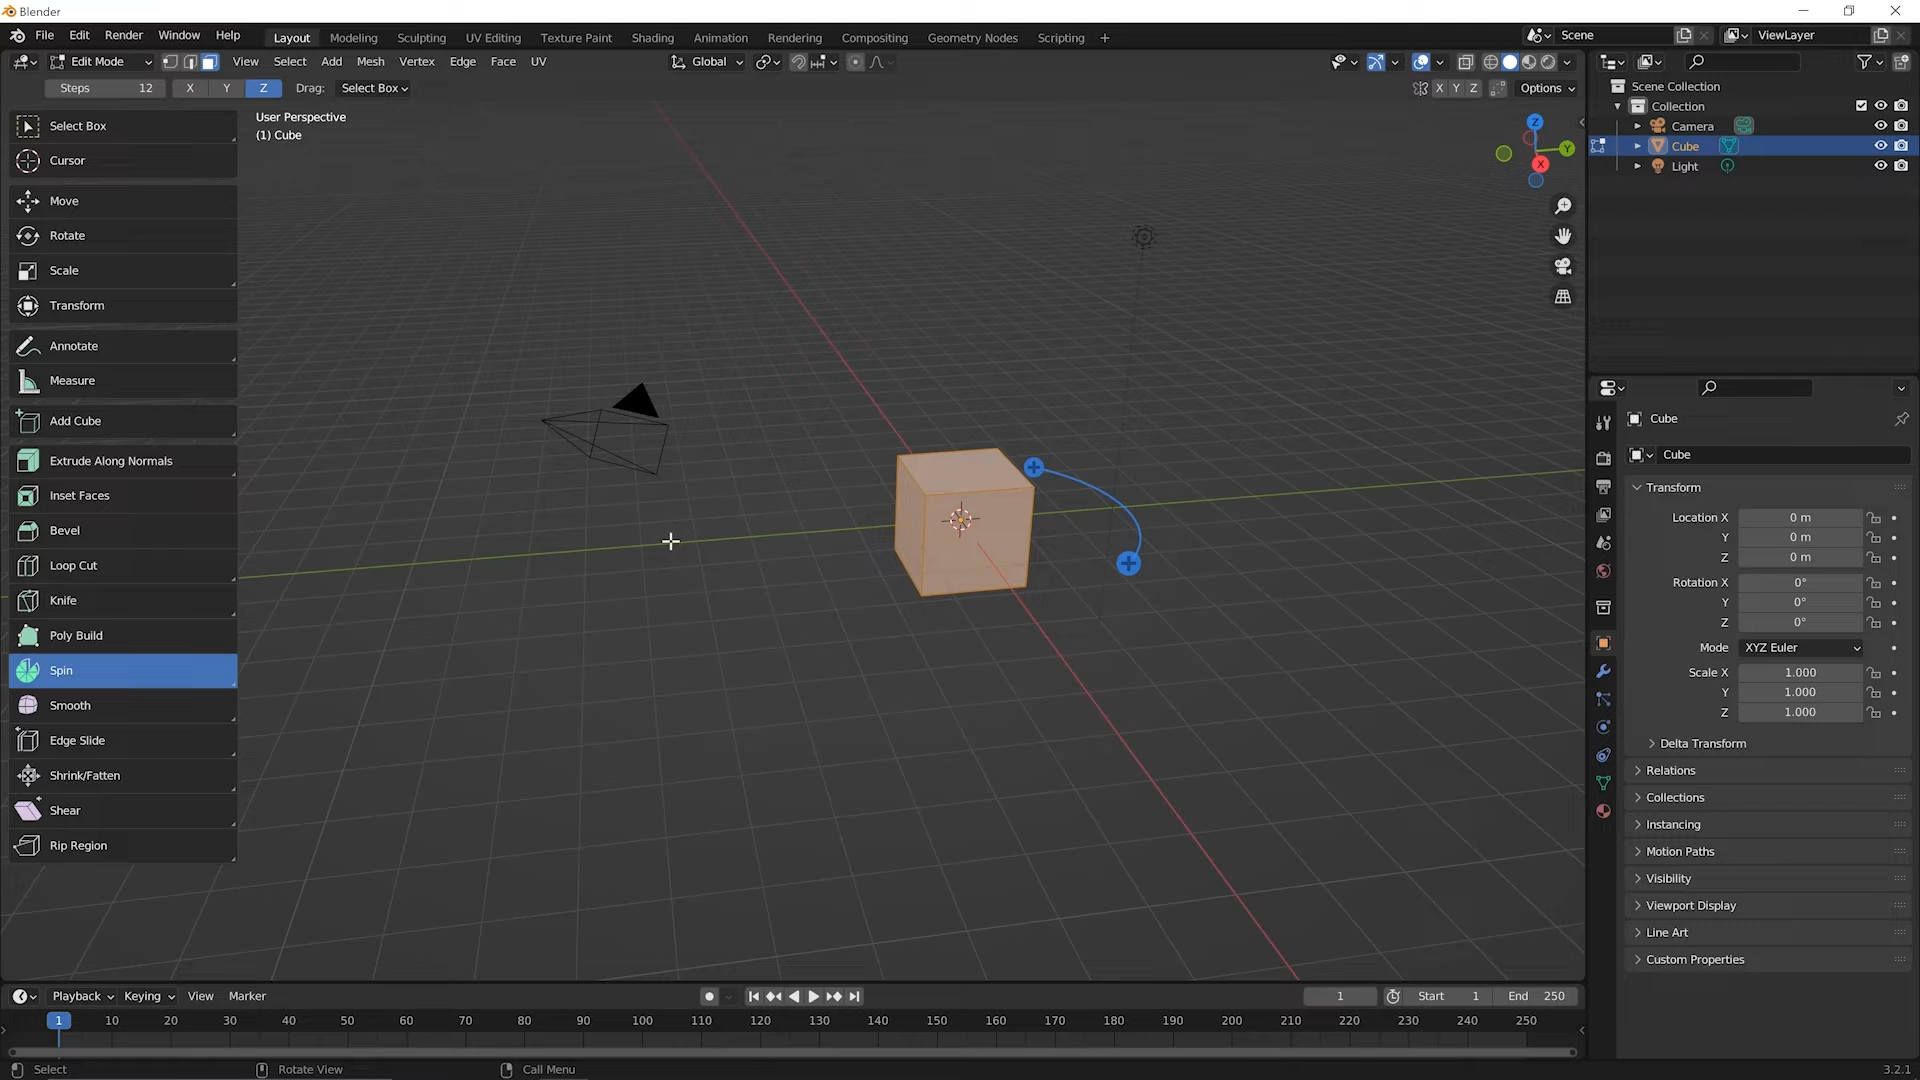 Blender
File Edit Render Window Help
Layout Modeling Sculpting UV Editing Texture Paint Shading Animation Rendering Compositing Geometry Nodes Scripting +
Scene
ViewLayer
Edit Mode
View Select Add Mesh Vertex Edge Face UV
Global
Steps 12 X Y Z Drag: Select Box
X Y Z
Options
User Perspective
(1) Cube
Z
Y
X
Select Box
Cursor
Move
Rotate
Scale
Transform
Annotate
Measure
Add Cube
Extrude Along Normals
Inset Faces
Bevel
Loop Cut
Knife
Poly Build
Spin
Smooth
Edge Slide
Shrink/Fatten
Shear
Rip Region
Scene Collection
Collection
Camera
Cube
Light
Cube
Cube
Transform
Location X 0 m
Y 0 m
Z 0 m
Rotation X 0°
Y 0°
Z 0°
Mode XYZ Euler
Scale X 1.000
Y 1.000
Z 1.000
Delta Transform
Relations
Collections
Instancing
Motion Paths
Visibility
Viewport Display
Line Art
Custom Properties
Playback Keying View Marker
1
Start 1
End 250
1 10 20 30 40 50 60 70 80 90 100 110 120 130 140 150 160 170 180 190 200 210 220 230 240 250
Select
Rotate View
Call Menu
3.2.1